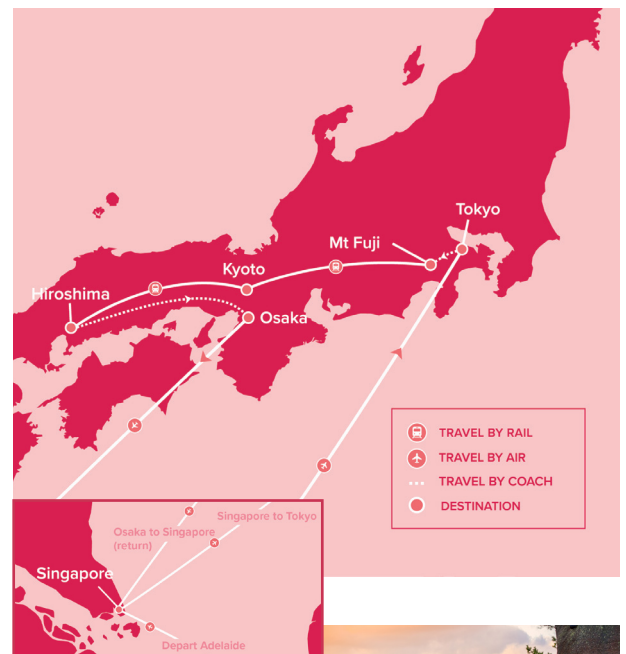 Tokyo
Mt Fuji
Kyoto
Hiroshima
Osaka
TRAVEL BY RAIL
TRAVEL BY AIR
TRAVEL BY COACH
DESTINATION
Singapore to Tokyo
Osaka to Singapore
(return)
Singapore
Depart Adelaide